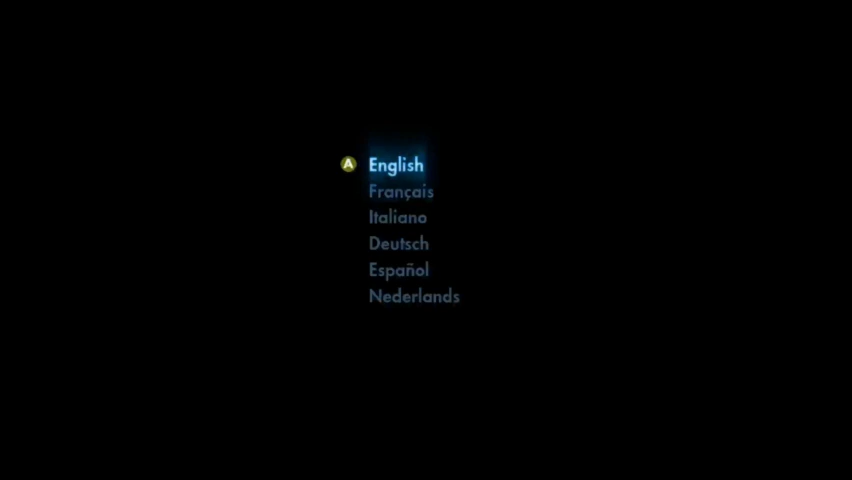 A English
Français
Italiano
Deutsch
Español
Nederlands